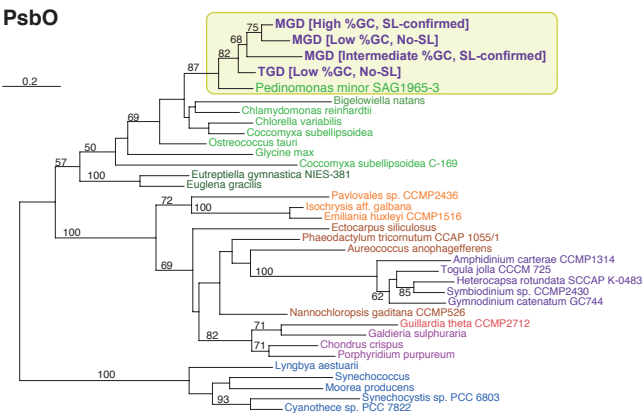 PsbO
75
MGD [High %GC, SL-confirmed]
68
MGD [Low %GC, No-SL]
82
MGD [Intermediate %GC, SL-confirmed]
87
TGD [Low %GC, No-SL]
0.2
Pedinomonas minor SAG1965-3
Bigelowiella natans
Chlamydomonas reinhardtii
69
Chlorella variabilis
Coccomyxa subellipsoidea
Ostreococcus tauri
50
Glycine max
57
Coccomyxa subellipsoidea C-169
100
Eutreptiella gymnastica NIES-381
Euglena gracilis
72
Pavlovales sp. CCMP2436
100
Isochrysis aff. galbana
Emiliania huxleyi CCMP1516
100
Ectocarpus siliculosus
Phaeodactylum tricornutum CCAP 1055/1
Aureococcus anophagefferens
69
100
Amphidinium carterae CCMP1314
Togula jolla CCCM 725
Heterocapsa rotundata SCCAP K-0483
85
Symbiodinium sp. CCMP2430
62
Gymnodinium catenatum GC744
Nannochloropsis gaditana CCMP526
71
Guillardia theta CCMP2712
82
Galdieria sulphuraria
71
Chondrus crispus
Porphyridium purpureum
100
Lyngbya aestuarii
Synechococcus
Moorea producens
93
Synechocystis sp. PCC 6803
Cyanothece sp. PCC 7822